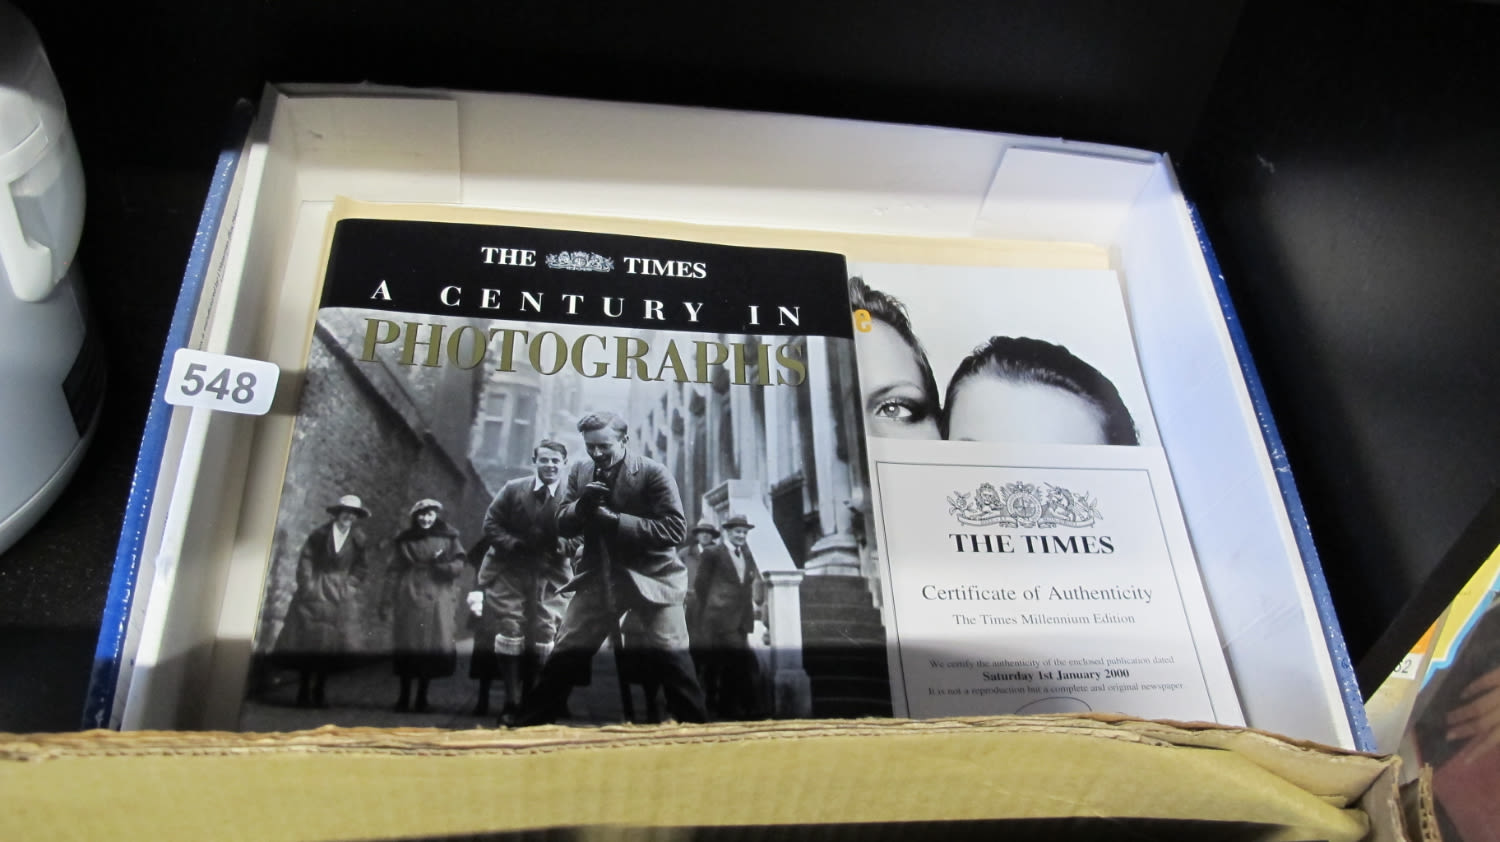 548
THE TIMES
A CENTURY IN
PHOTOGRAPHS
e
THE TIMES
Certificate of Authenticity
The Times Millennium Edition
We certify the authenticity of the enclosed publication dated
Saturday 1st January 2000
It is not a reproduction but a complete and original newspaper